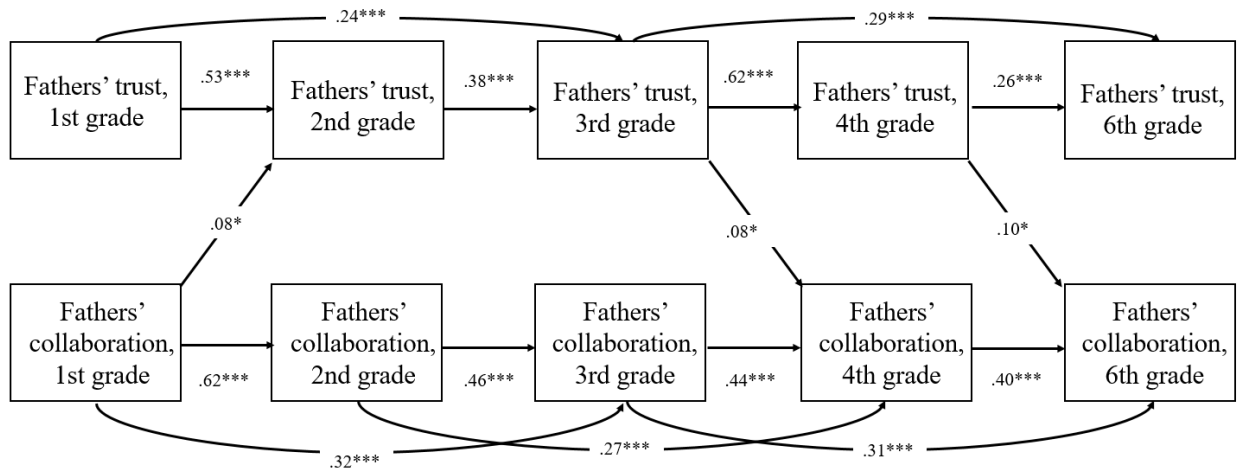 .24***
.29***
Fathers’ trust,
1st grade
.53***
Fathers’ trust,
2nd grade
.38***
Fathers’ trust,
3rd grade
.62***
Fathers’ trust,
4th grade
.26***
Fathers’ trust,
6th grade
.08*
.08*
.10*
Fathers’
collaboration,
1st grade
.62***
Fathers’
collaboration,
2nd grade
.46***
Fathers’
collaboration,
3rd grade
.44***
Fathers’
collaboration,
4th grade
.40***
Fathers’
collaboration,
6th grade
.32***
.27***
.31***